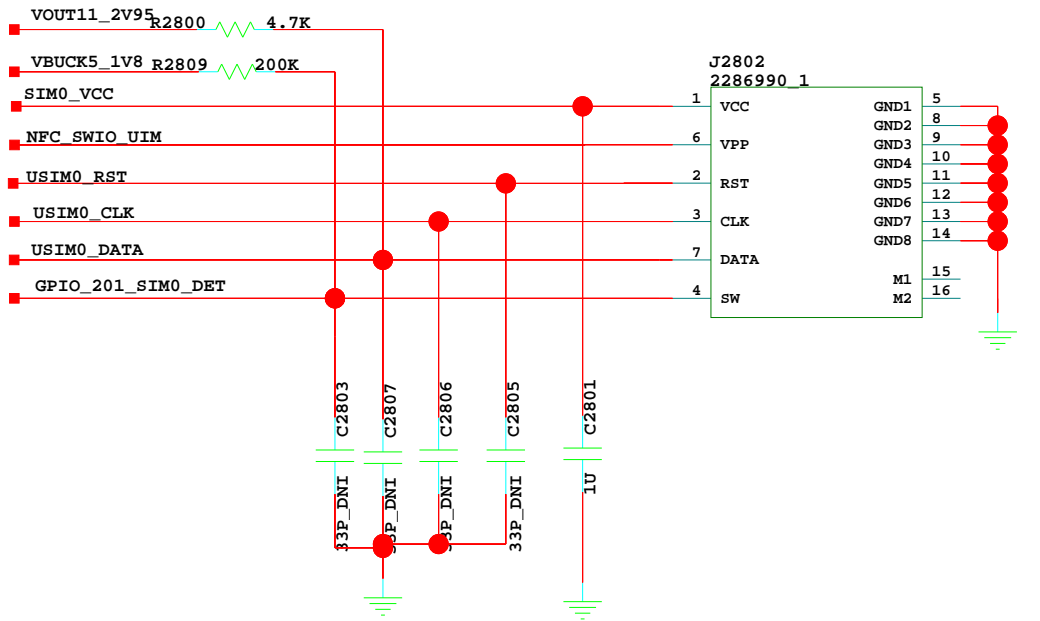 VOUT11_2V95
R2800 4.7K
VBUCK5_1V8 R2809 200K
SIM0_VCC
NFC_SWIO_UIM
USIM0_RST
USIM0_CLK
USIM0_DATA
GPIO_201_SIM0_DET
J2802
2286990_1
1 VCC GND1 5
GND2 8
6 VPP GND3 9
GND4 10
2 RST GND5 11
GND6 12
3 CLK GND7 13
GND8 14
7 DATA
M1 15
4 SW M2 16
C2803
33P_DNI
C2807
33P_DNI
C2806
33P_DNI
C2805
33P_DNI
C2801
1U